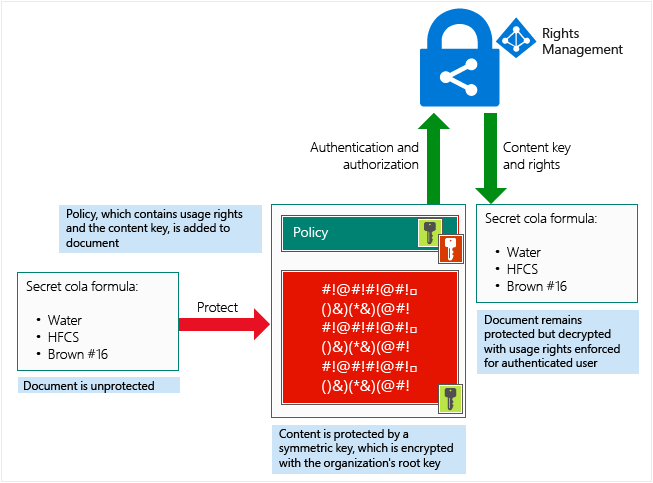 Rights
Management
Authentication and
authorization
Content key
and rights
Policy, which contains usage rights
and the content key, is added to
document
Policy
Secret cola formula:
• Water
• HFCS
• Brown #16
Secret cola formula:
• Water
• HFCS
• Brown #16
Protect
#!@#!#!@#!□
()&)(*&)(@#!
#!@#!#!@#!□
()&)(*&)(@#!
#!@#!#!@#!□
()&)(*&)(@#!
Document is unprotected
Document remains
protected but decrypted
with usage rights enforced
for authenticated user
Content is protected by a
symmetric key, which is encrypted
with the organization's root key